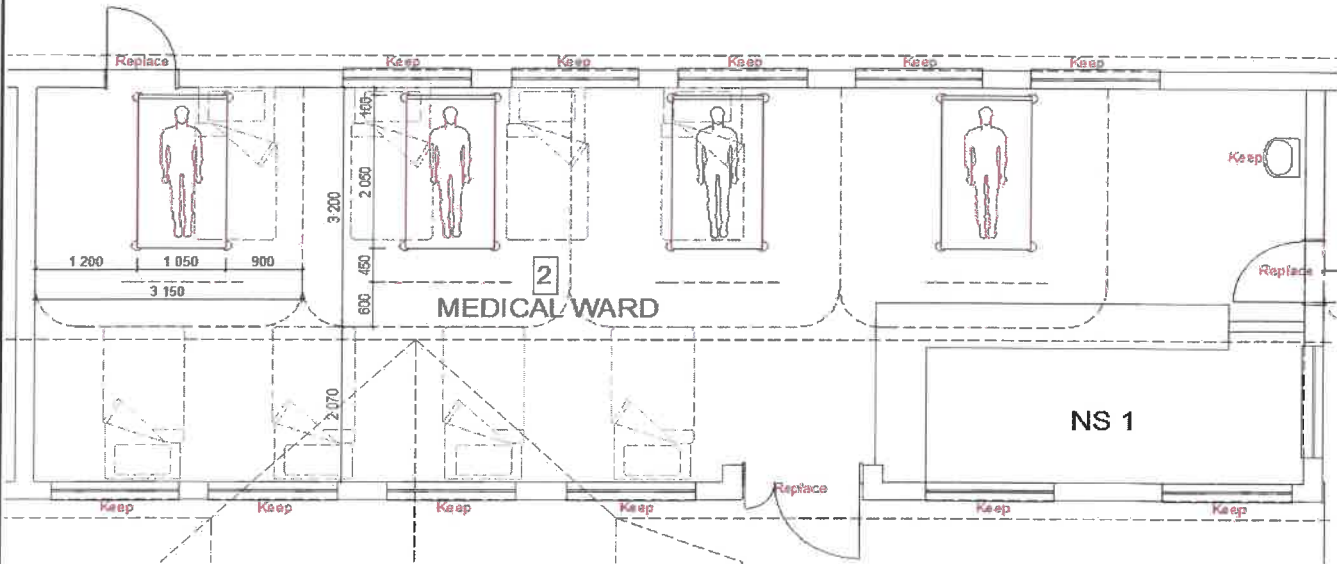 Replace
Keep Keep Keep Keep Keep
400
2 050
3 200
Keep
1 200 1 050 900
450
2
Replace
3 150
600
MEDICAL WARD
2 070
NS 1
Replace
Keep Keep Keep Keep Keep Keep